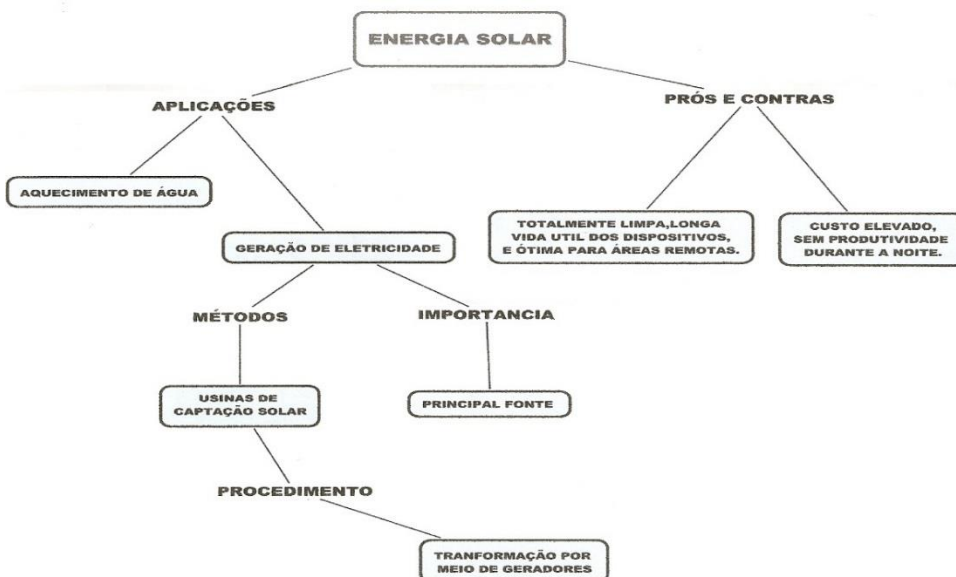 ENERGIA SOLAR
APLICAÇÕES
PRÓS E CONTRAS
AQUECIMENTO DE ÁGUA
TOTALMENTE LIMPA,LONGA
VIDA UTIL DOS DISPOSITIVOS,
E ÓTIMA PARA ÁREAS REMOTAS.
CUSTO ELEVADO,
SEM PRODUTIVIDADE
DURANTE A NOITE.
GERAÇÃO DE ELETRICIDADE
MÉTODOS
IMPORTANCIA
USINAS DE
CAPTAÇÃO SOLAR
PRINCIPAL FONTE
PROCEDIMENTO
TRANFORMAÇÃO POR
MEIO DE GERADORES